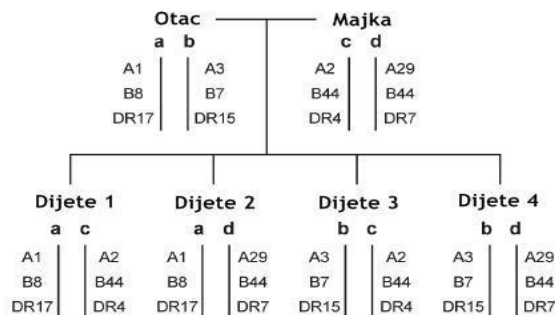 Otac Majka
a b c d
A1 A3 A2 A29
B8 B7 B44 B44
DR17 DR15 DR4 DR7
Dijete 1 Dijete 2 Dijete 3 Dijete 4
a c a d b c b d
A1 A2 A1 A29 A3 A2 A3 A29
B8 B44 B8 B44 B7 B44 B7 B44
DR17 DR4 DR17 DR7 DR15 DR4 DR15 DR7